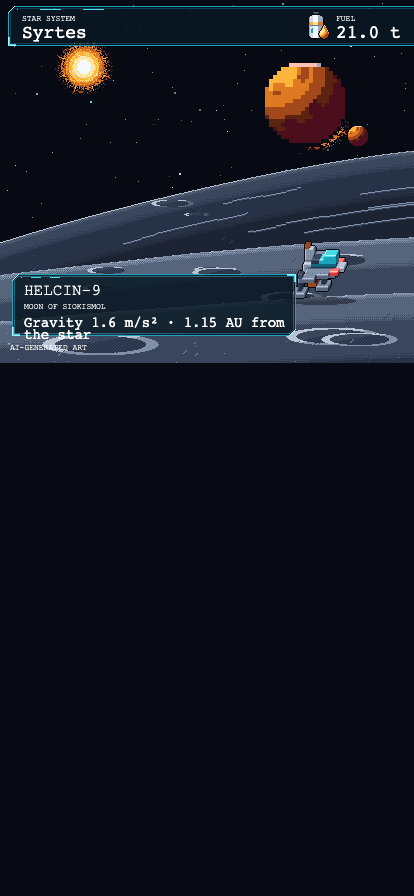 STAR SYSTEM
Syrtes
FUEL
21.0 t
HELCIN-9
MOON OF SIOKISMOL
Gravity 1.6 m/s² · 1.15 AU from
the star
AI-GENERATED ART